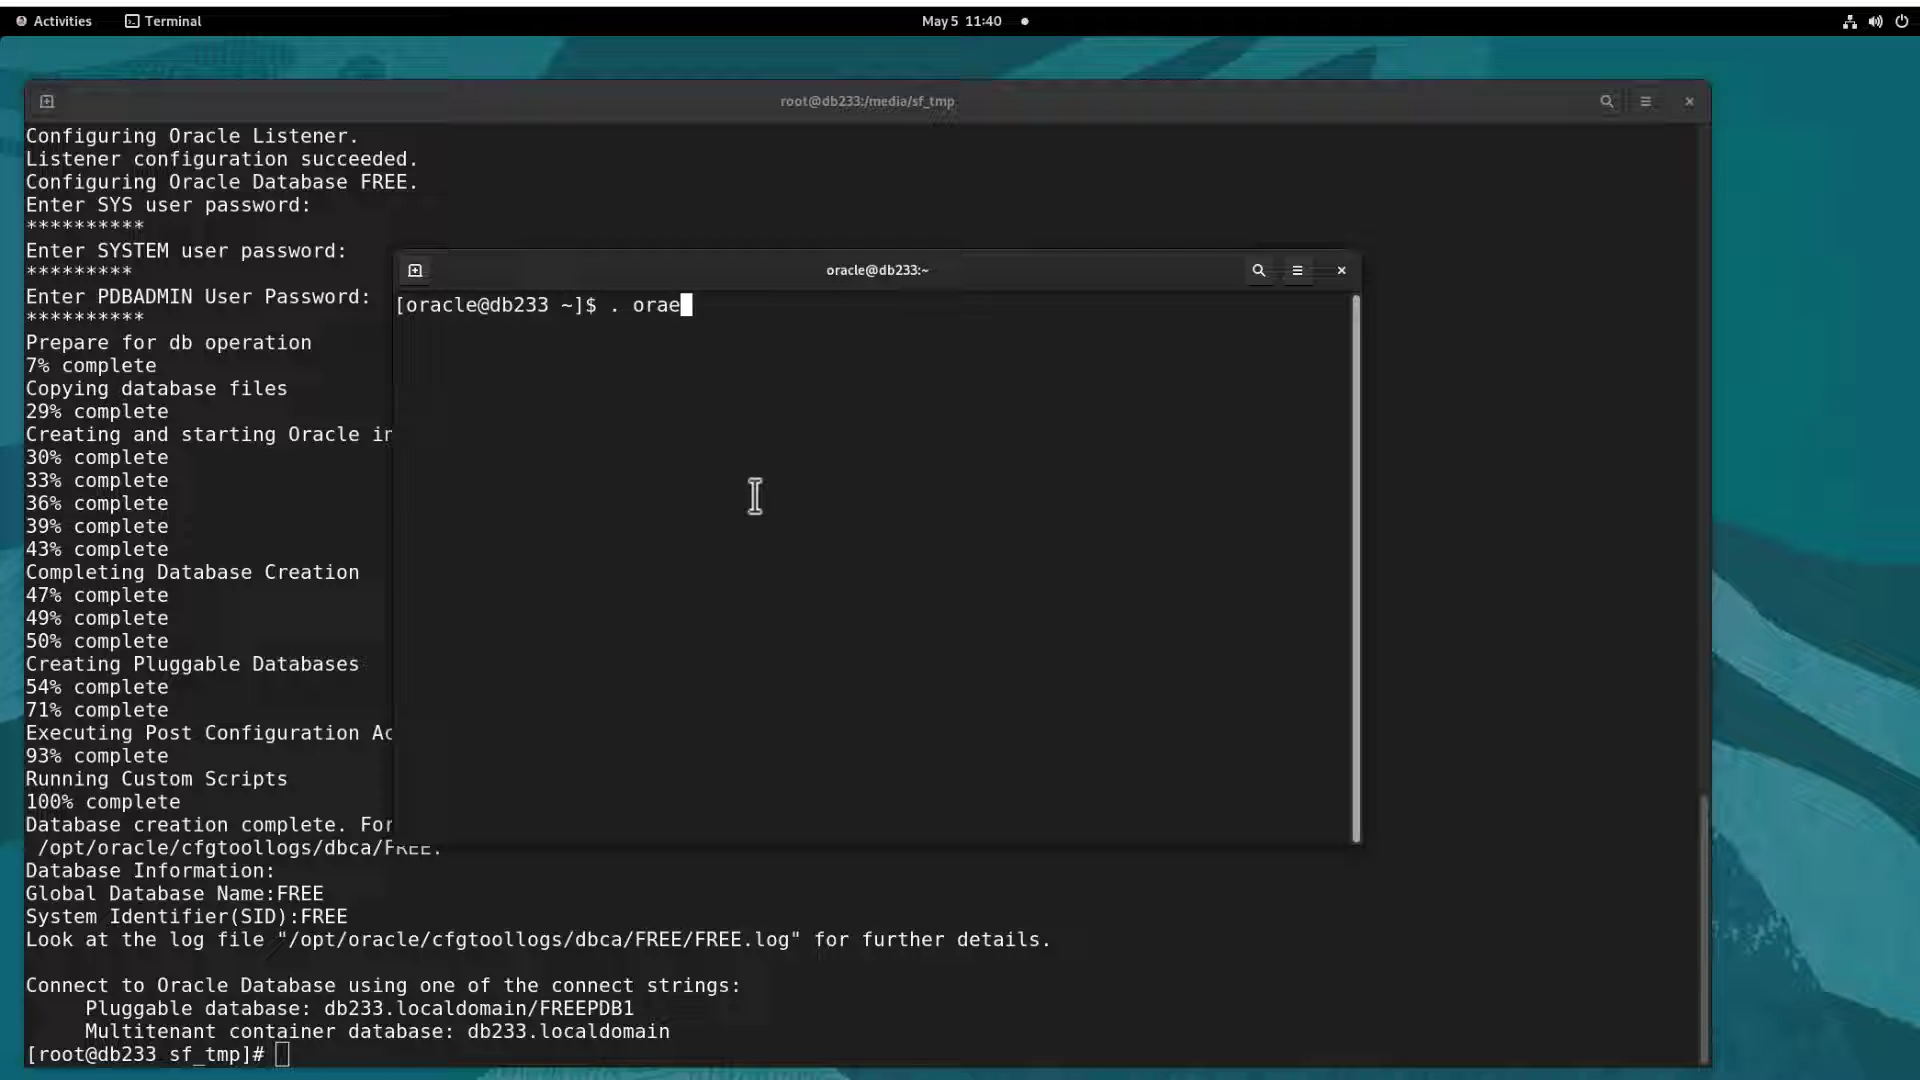 Activities
Terminal
May 5 11:40
root@db233:/media/sf_tmp
Configuring Oracle Listener.
Listener configuration succeeded.
Configuring Oracle Database FREE.
Enter SYS user password:
**********
Enter SYSTEM user password:
*********
Enter PDBADMIN User Password:
**********
Prepare for db operation
7% complete
Copying database files
29% complete
Creating and starting Oracle in
30% complete
33% complete
36% complete
39% complete
43% complete
Completing Database Creation
47% complete
49% complete
50% complete
Creating Pluggable Databases
54% complete
71% complete
Executing Post Configuration Ac
93% complete
Running Custom Scripts
100% complete
Database creation complete. For
/opt/oracle/cfgtoollogs/dbca/FREE.
Database Information:
Global Database Name:FREE
System Identifier(SID):FREE
Look at the log file "/opt/oracle/cfgtoollogs/dbca/FREE/FREE.log" for further details.
Connect to Oracle Database using one of the connect strings:
Pluggable database: db233.localdomain/FREEPDB1
Multitenant container database: db233.localdomain
[root@db233 sf_tmp]#
oracle@db233:~
[oracle@db233 ~]$ . orae